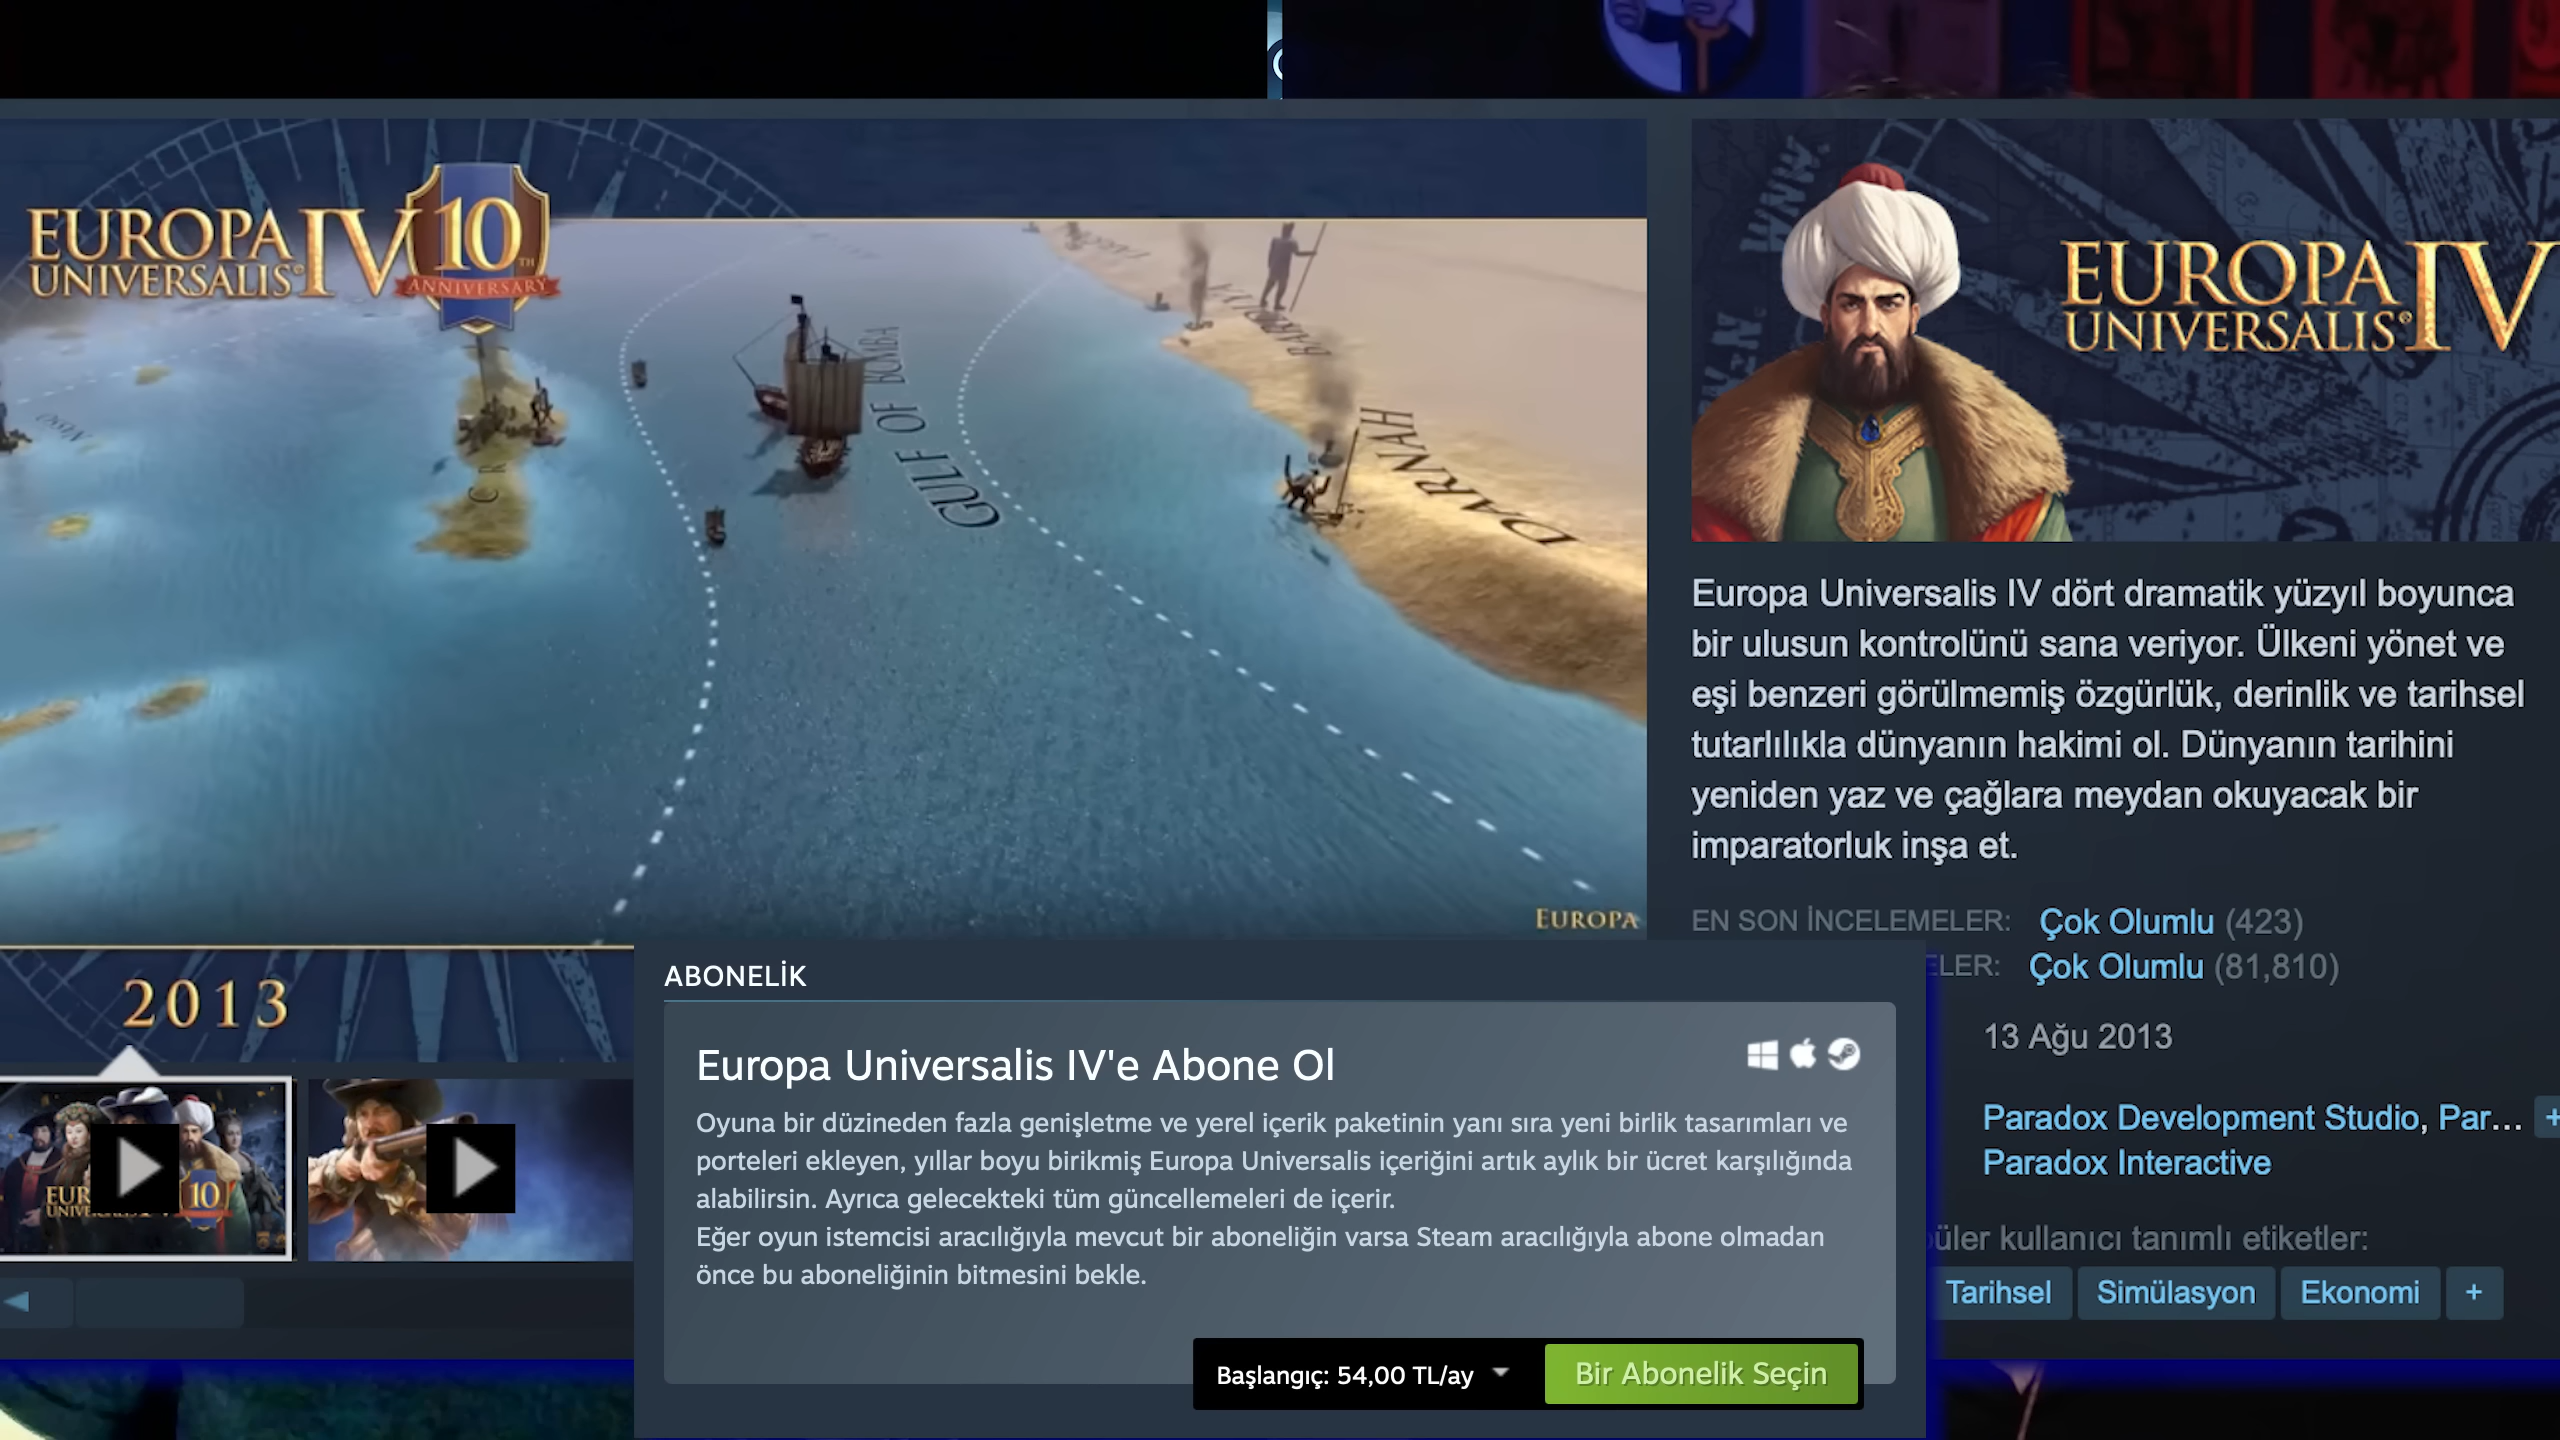 EUROPA
UNIVERSALIS IV
10TH
ANNIVERSARY
GULF OF BOMBA
DARNAH
EUROPA
2013
EUROPA
UNIVERSALIS IV
Europa Universalis IV dört dramatik yüzyıl boyunca
bir ulusun kontrolünü sana veriyor. Ülkeni yönet ve
eşi benzeri görülmemiş özgürlük, derinlik ve tarihsel
tutarlılıkla dünyanın hakimi ol. Dünyanın tarihini
yeniden yaz ve çağlara meydan okuyacak bir
imparatorluk inşa et.
EN SON İNCELEMELER: Çok Olumlu (423)
ELER: Çok Olumlu (81,810)
13 Ağu 2013
Paradox Development Studio, Par... +
Paradox Interactive
üler kullanıcı tanımlı etiketler:
Tarihsel Simülasyon Ekonomi +
ABONELİK
Europa Universalis IV'e Abone Ol
Oyuna bir düzineden fazla genişletme ve yerel içerik paketinin yanı sıra yeni birlik tasarımları ve
porteleri ekleyen, yıllar boyu birikmiş Europa Universalis içeriğini artık aylık bir ücret karşılığında
alabilirsin. Ayrıca gelecekteki tüm güncellemeleri de içerir.
Eğer oyun istemcisi aracılığıyla mevcut bir aboneliğin varsa Steam aracılığıyla abone olmadan
önce bu aboneliğinin bitmesini bekle.
Başlangıç: 54,00 TL/ay
Bir Abonelik Seçin